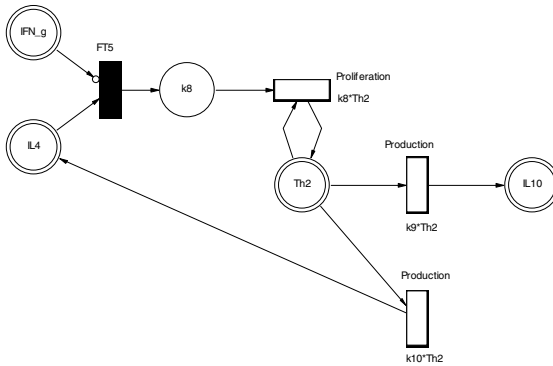 IFN_g
FT5
k8
Proliferation
k8*Th2
IL4
Production
Th2
IL10
k9*Th2
Production
k10*Th2